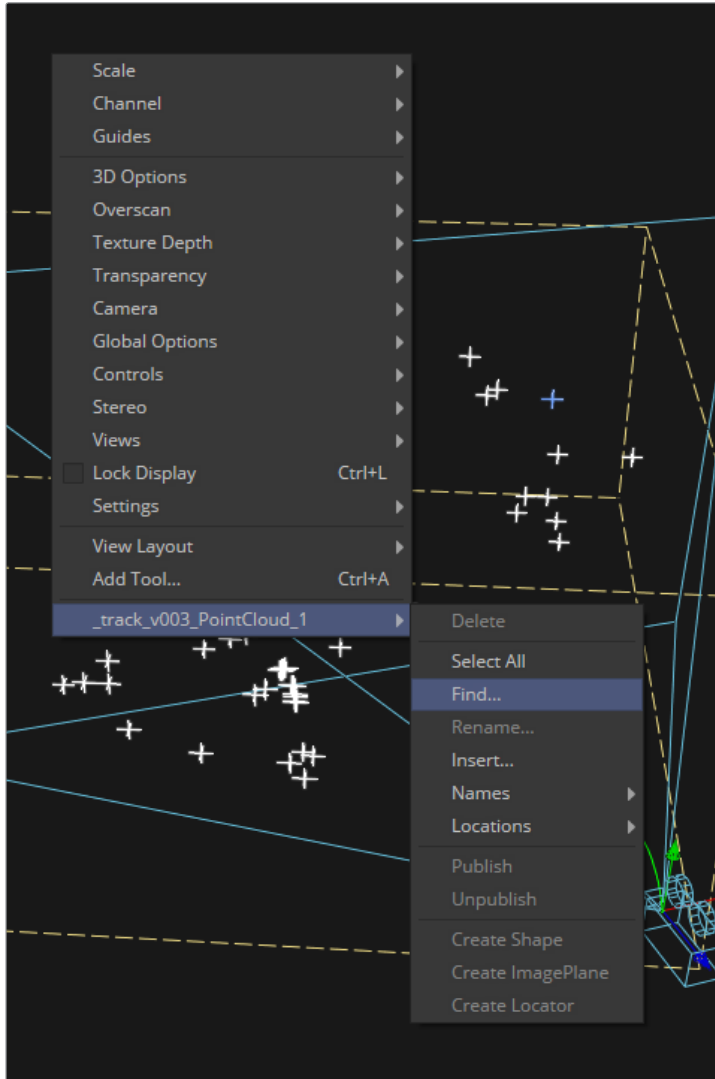 Scale
Channel
Guides
3D Options
Overscan
Texture Depth
Transparency
Camera
Global Options
Controls
Stereo
Views
Lock Display Ctrl+L
Settings
View Layout
Add Tool... Ctrl+A
_track_v003_PointCloud_1
Delete
Select All
Find...
Rename...
Insert...
Names
Locations
Publish
Unpublish
Create Shape
Create ImagePlane
Create Locator